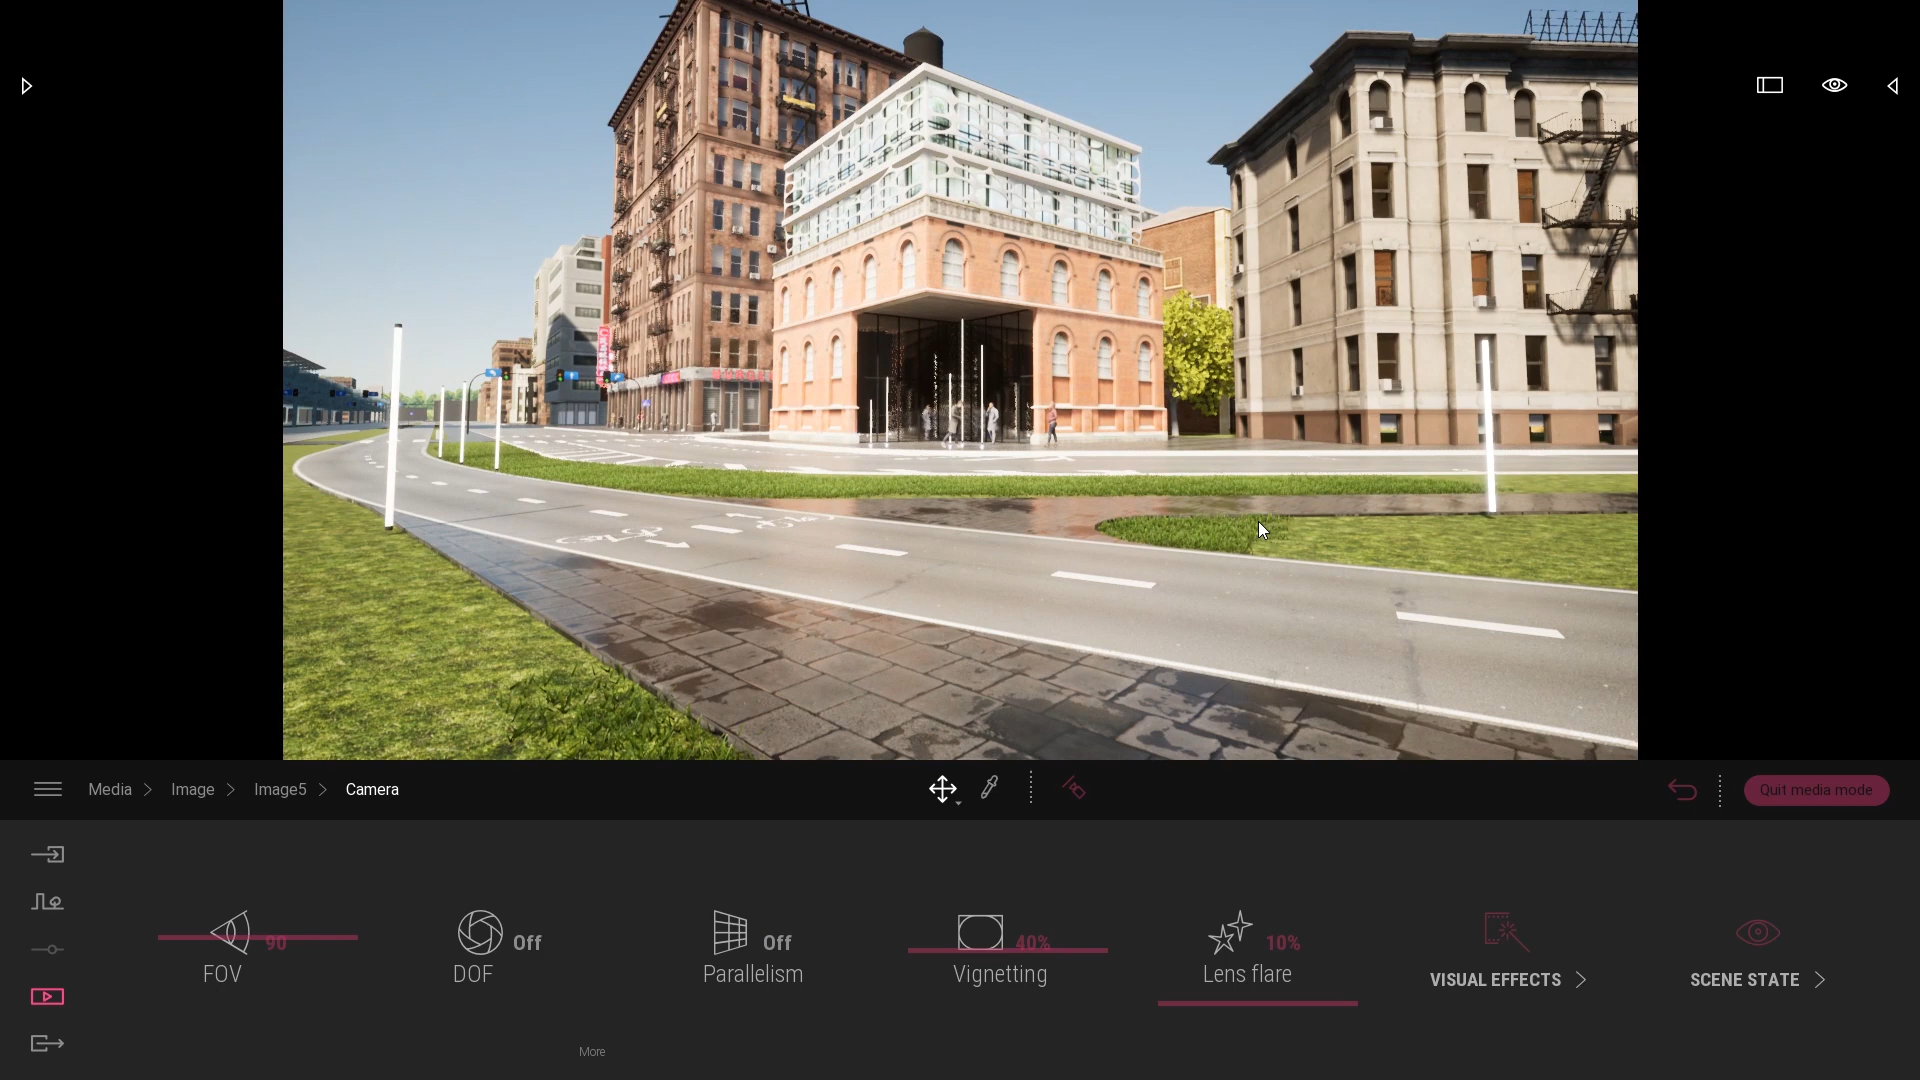 Media
Image
Image5
Camera
Quit media mode
90
FOV
Off
DOF
Off
Parallelism
40%
Vignetting
10%
Lens flare
VISUAL EFFECTS
SCENE STATE
More